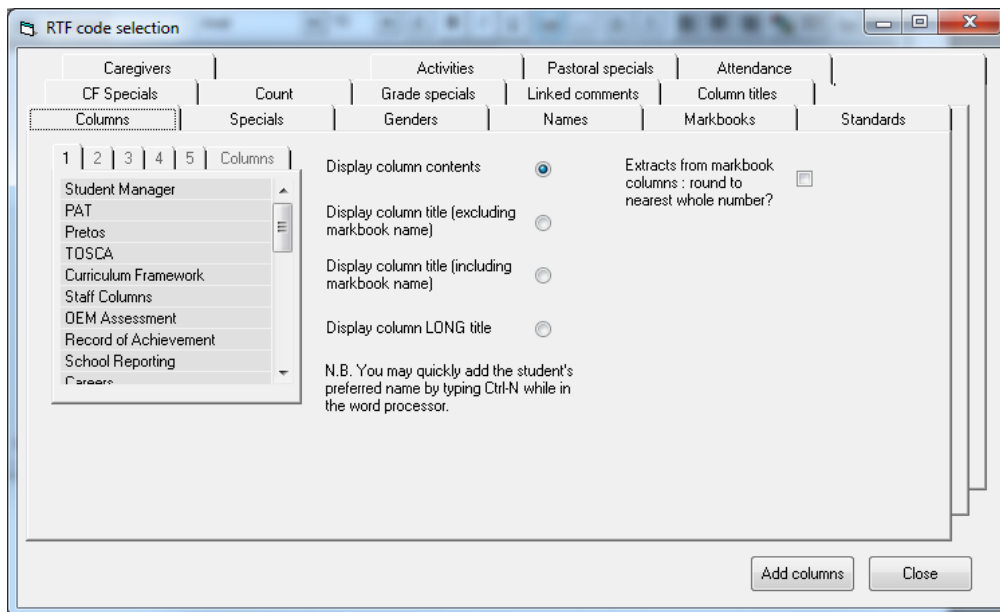 RTF code selection
Caregivers
Activities
Pastoral specials
Attendance
CF Specials
Count
Grade specials
Linked comments
Column titles
Columns
Specials
Genders
Names
Markbooks
Standards
1 2 3 4 5 Columns
Student Manager
PAT
Pretos
TOSCA
Curriculum Framework
Staff Columns
OEM Assessment
Record of Achievement
School Reporting
Careers
Display column contents
Display column title (excluding
markbook name)
Display column title (including
markbook name)
Display column LONG title
N.B. You may quickly add the student's
preferred name by typing Ctrl-N while in
the word processor.
Extracts from markbook
columns : round to
nearest whole number?
Add columns
Close